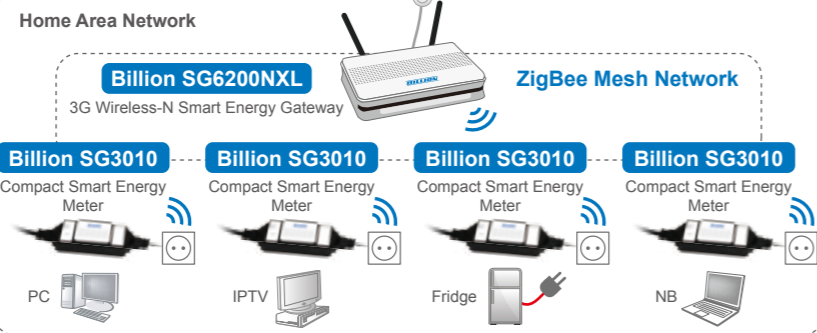 Home Area Network
BILLION
Billion SG6200NXL
ZigBee Mesh Network
3G Wireless-N Smart Energy Gateway
Billion SG3010
Billion SG3010
Billion SG3010
Billion SG3010
Compact Smart Energy
Meter
Compact Smart Energy
Meter
Compact Smart Energy
Meter
Compact Smart Energy
Meter
PC
IPTV
Fridge
NB